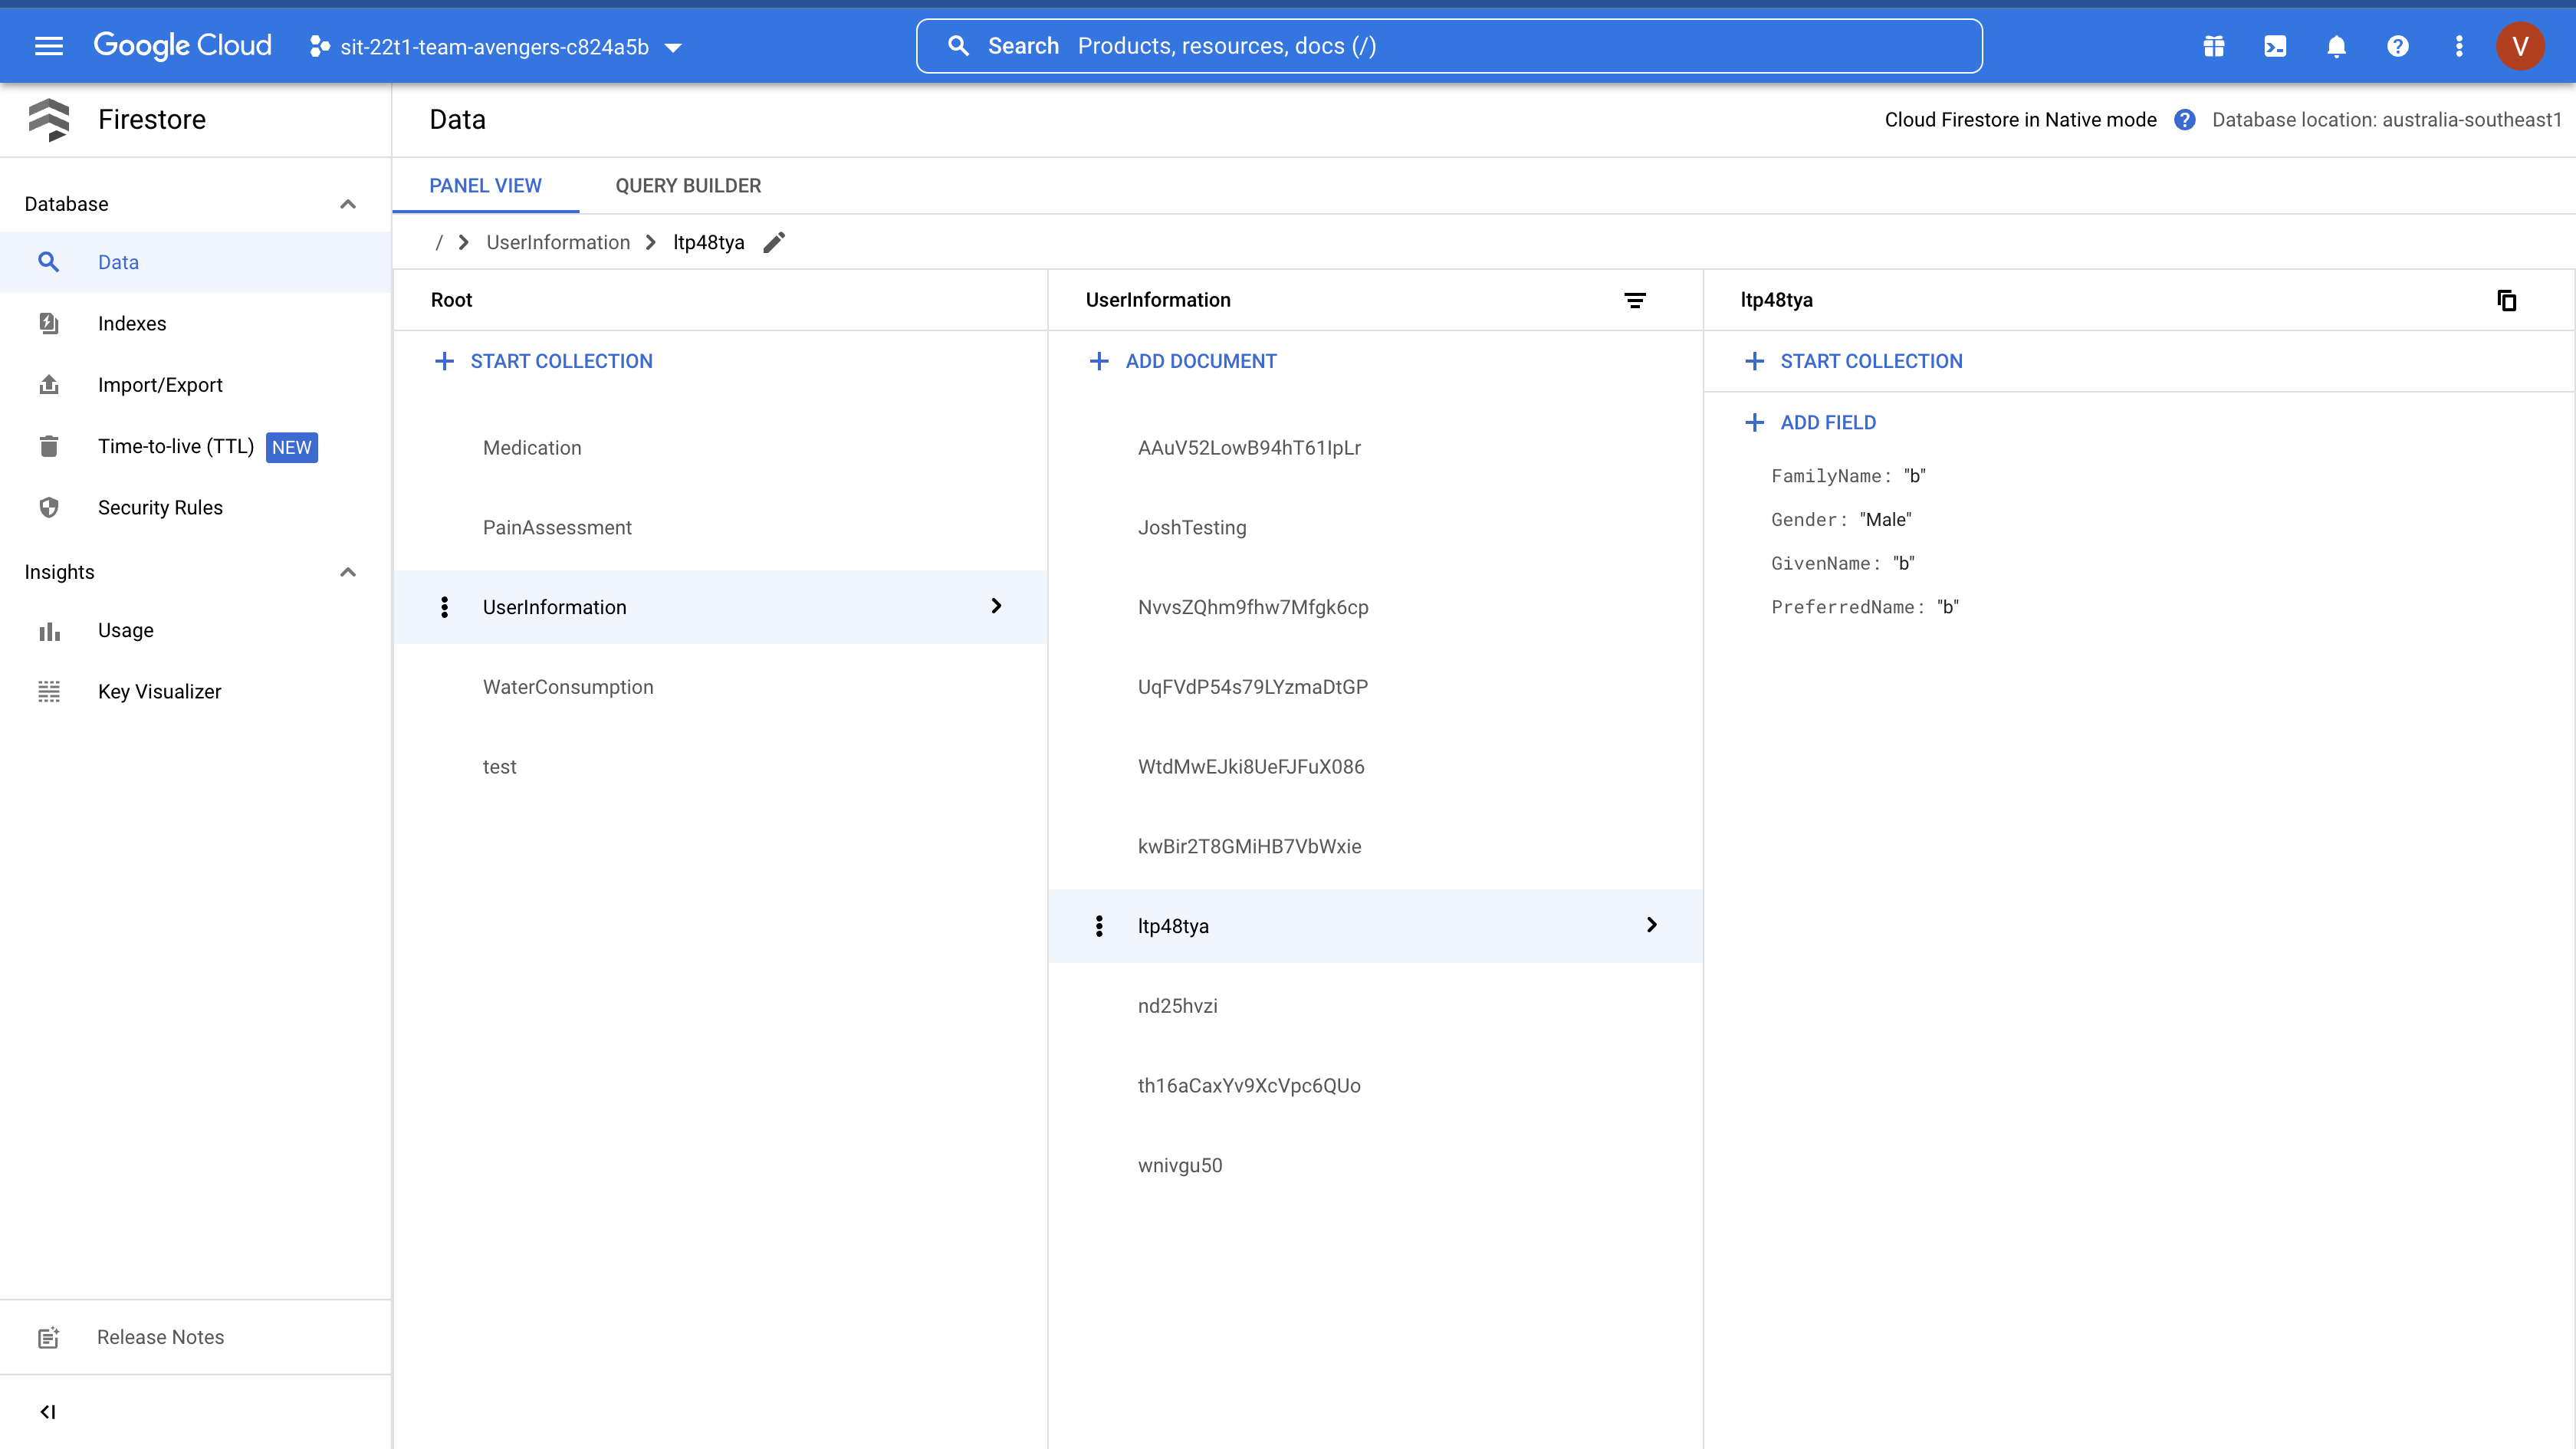 Google Cloud
sit-22t1-team-avengers-c824a5b
Search Products, resources, docs (/)
V
Firestore
Data
Cloud Firestore in Native mode
Database location: australia-southeast1
Database
Data
Indexes
Import/Export
Time-to-live (TTL) NEW
Security Rules
Insights
Usage
Key Visualizer
Release Notes
PANEL VIEW
QUERY BUILDER
/ > UserInformation > ltp48tya
Root
START COLLECTION
Medication
PainAssessment
UserInformation
WaterConsumption
test
UserInformation
ADD DOCUMENT
AAuV52LowB94hT61IpLr
JoshTesting
NvvsZQhm9fhw7Mfgk6cp
UqFVdP54s79LYzmaDtGP
WtdMwEJki8UeFJFuX086
kwBir2T8GMiHB7VbWxie
ltp48tya
nd25hvzi
th16aCaxYv9XcVpc6QUo
wnivgu50
ltp48tya
START COLLECTION
ADD FIELD
FamilyName: "b"
Gender: "Male"
GivenName: "b"
PreferredName: "b"